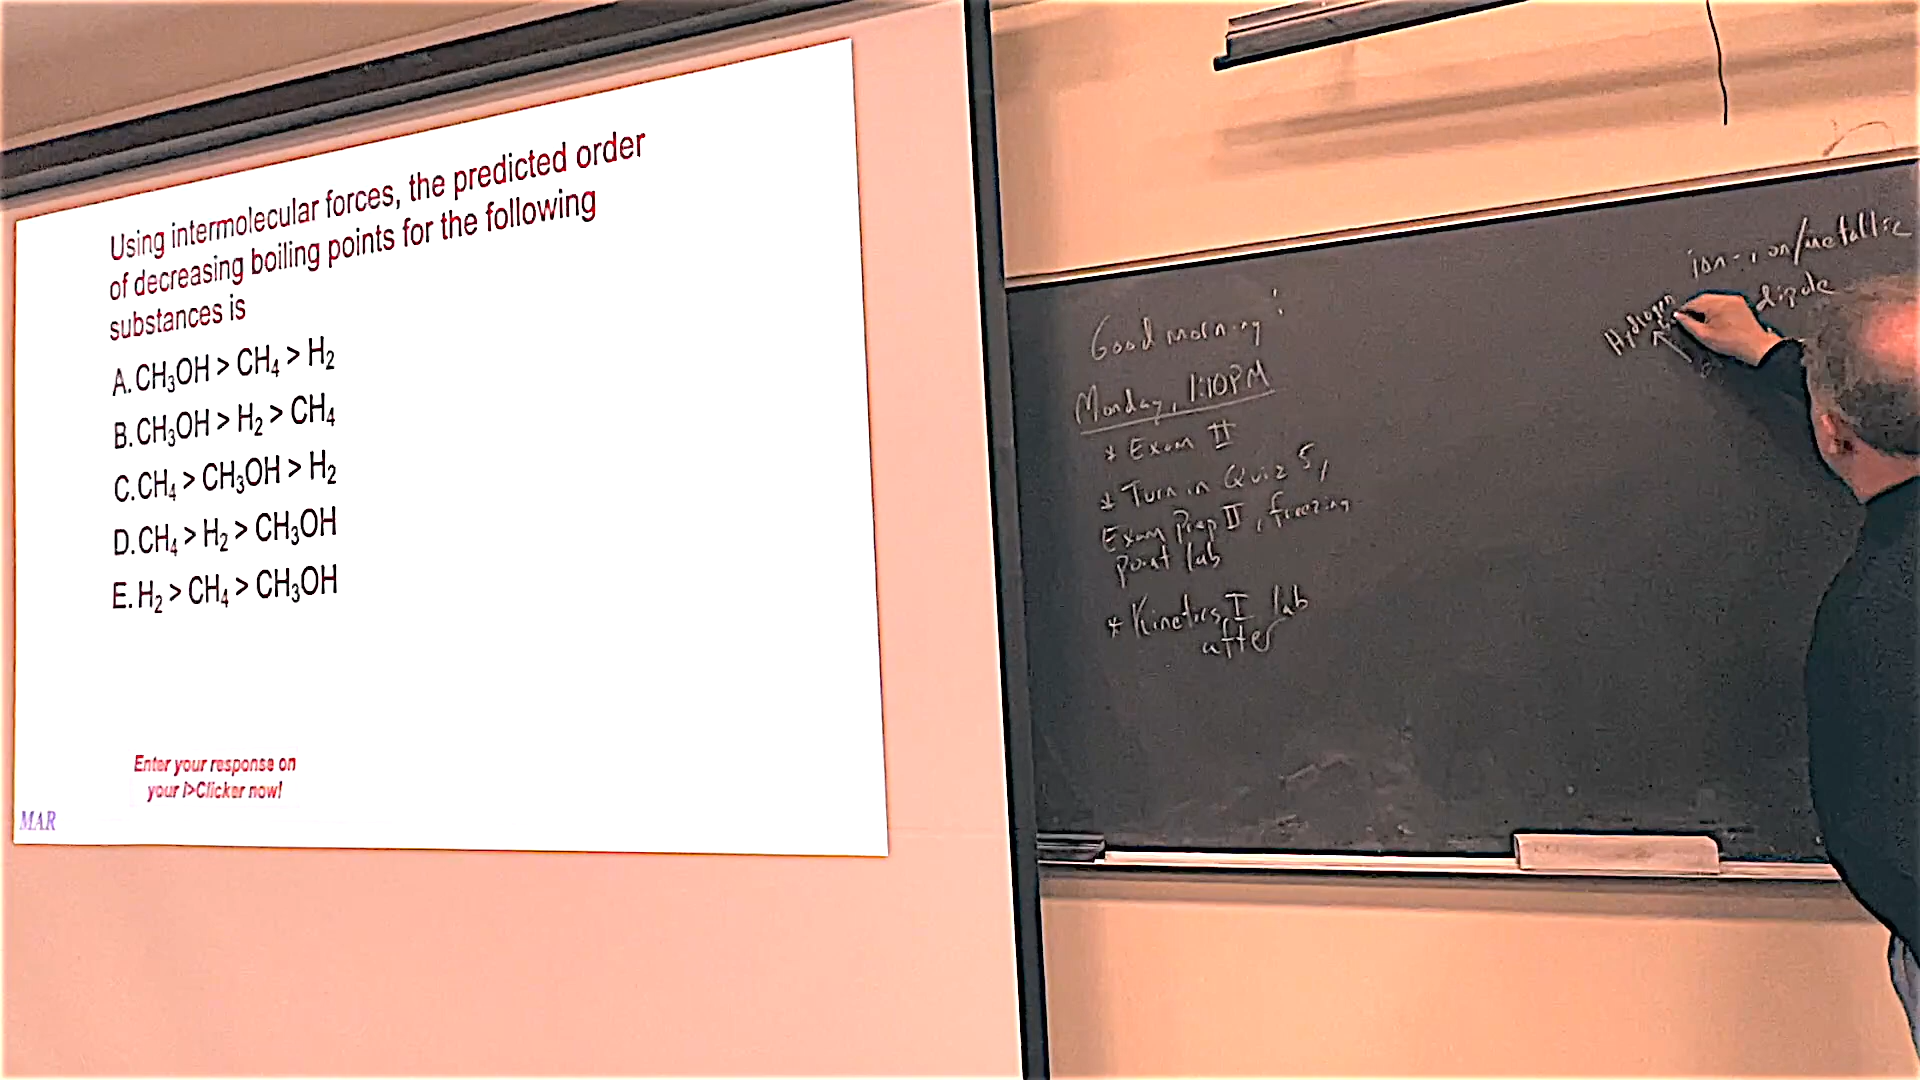 Using intermolecular forces, the predicted order
of decreasing boiling points for the following
substances is
A. CH₃OH > CH₄ > H₂
B. CH₃OH > H₂ > CH₄
C. CH₄ > CH₃OH > H₂
D. CH₄ > H₂ > CH₃OH
E. H₂ > CH₄ > CH₃OH
Enter your response on
your i>Clicker now!
MAR
Good morning!
Monday, 1:10PM
* Exam II
* Turn in Quiz 5,
Exam Prep II, freezing
point lab
* Kinetics I lab
after
ion-ion/metallic
dipole
Hydrogen